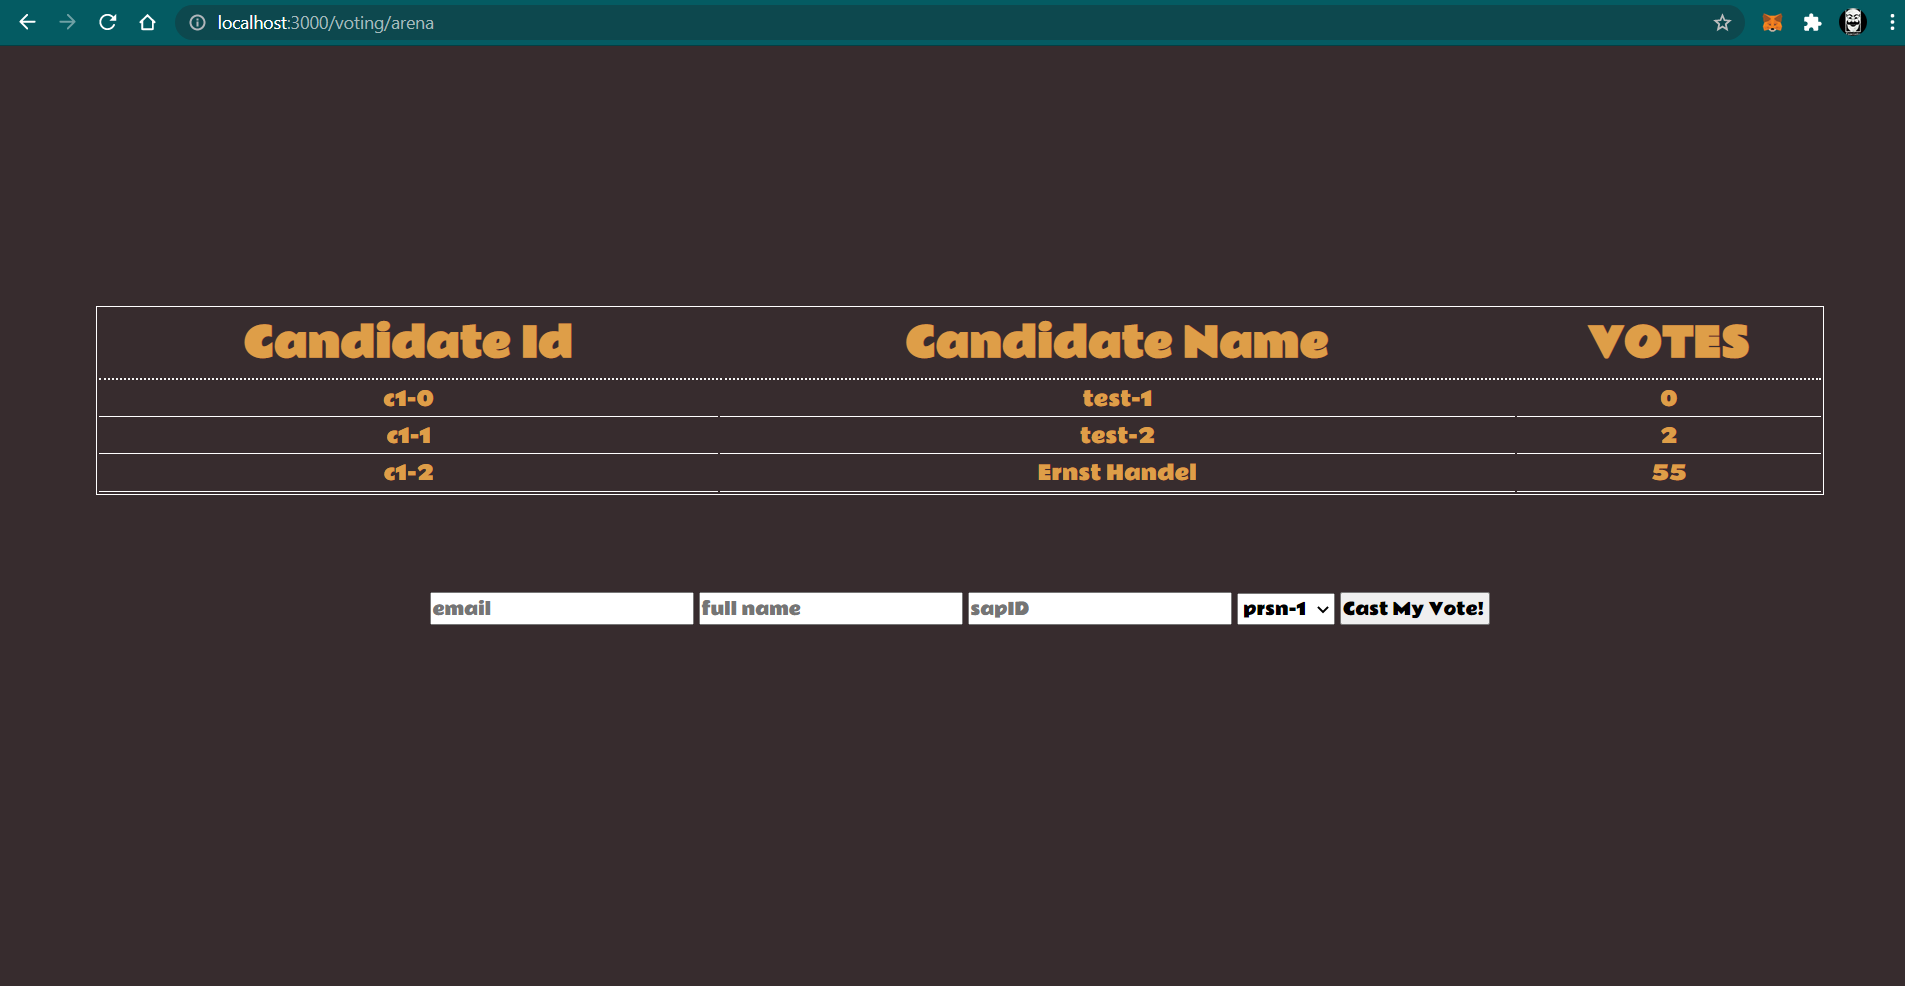 localhost:3000/voting/arena
Candidate Id Candidate Name VOTES
c1-0 test-1 0
c1-1 test-2 2
c1-2 Ernst Handel 55
email full name sapID prsn-1 Cast My Vote!